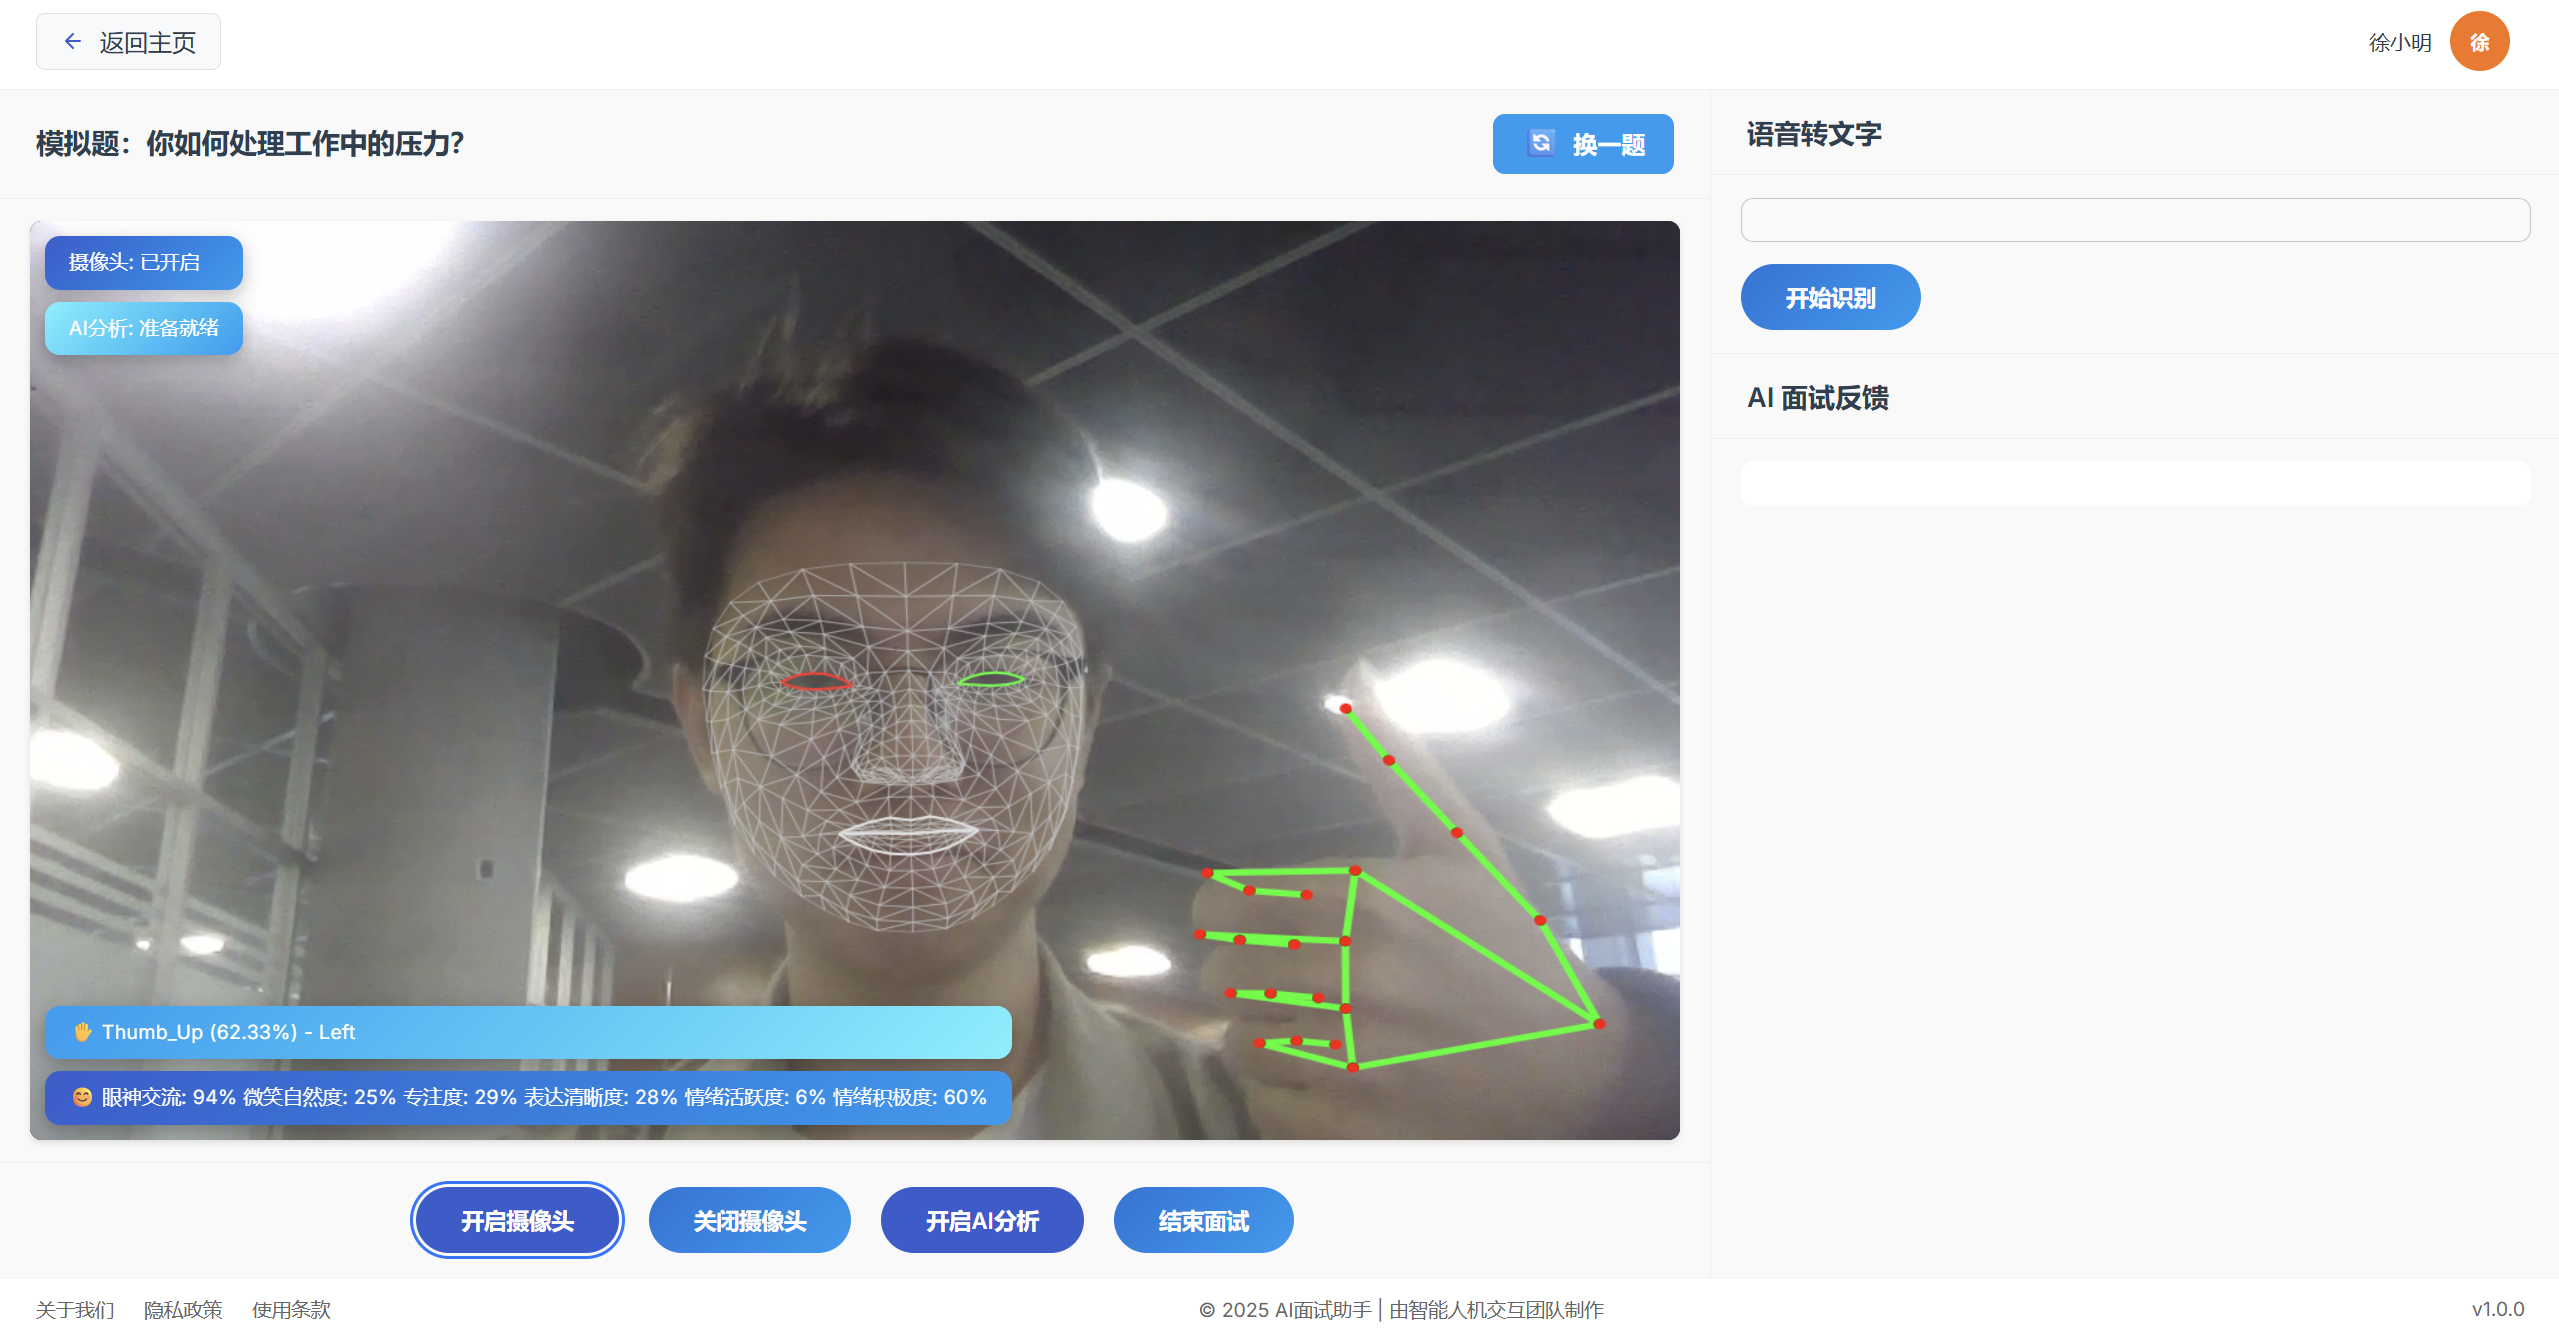 返回主页
徐小明
徐
模拟题：你如何处理工作中的压力？
换一题
语音转文字
摄像头: 已开启
AI分析: 准备就绪
开始识别
AI 面试反馈
Thumb_Up (62.33%) - Left
眼神交流: 94% 微笑自然度: 25% 专注度: 29% 表达清晰度: 28% 情绪活跃度: 6% 情绪积极度: 60%
开启摄像头
关闭摄像头
开启AI分析
结束面试
关于我们
隐私政策
使用条款
© 2025 AI面试助手 | 由智能人机交互团队制作
v1.0.0